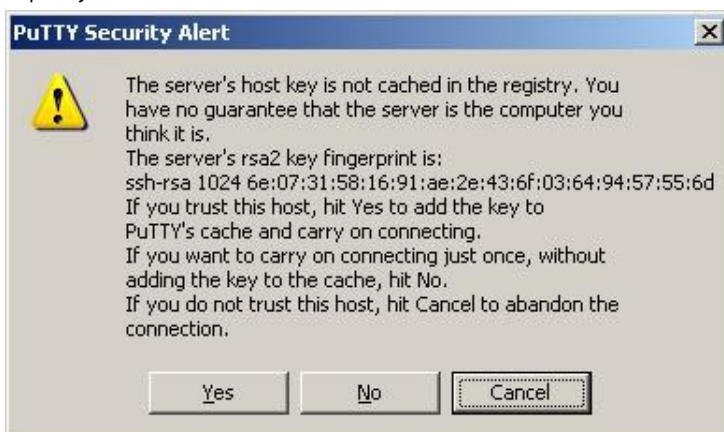 PuTTY Security Alert
The server's host key is not cached in the registry. You
have no guarantee that the server is the computer you
think it is.
The server's rsa2 key fingerprint is:
ssh-rsa 1024 6e:07:31:58:16:91:ae:2e:43:6f:03:64:94:57:55:6d
If you trust this host, hit Yes to add the key to
PuTTY's cache and carry on connecting.
If you want to carry on connecting just once, without
adding the key to the cache, hit No.
If you do not trust this host, hit Cancel to abandon the
connection.
Yes No Cancel